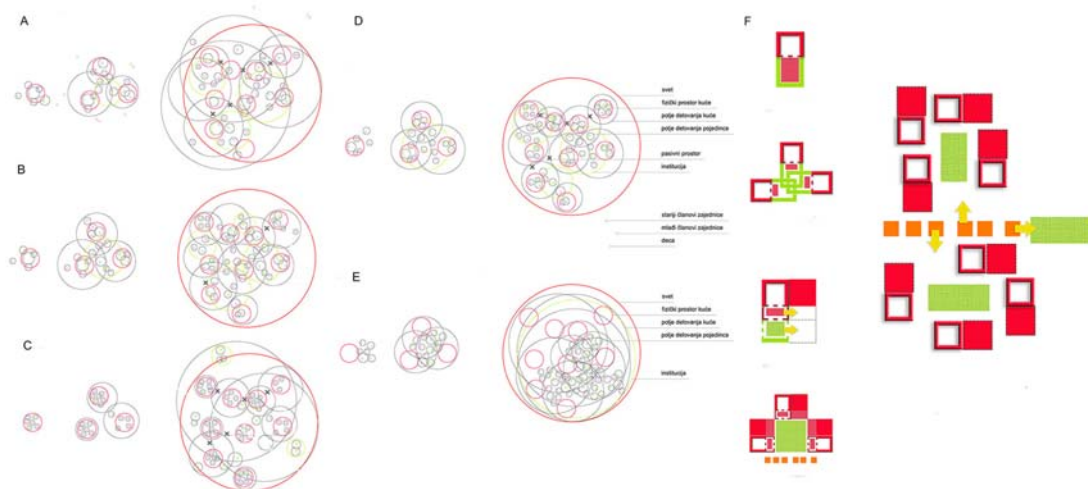 A
B
C
D
svet
fizički prostor kuće
polje delovanja kuće
polje delovanja pojedinca
pasivni prostor
institucija
stariji članovi zajednice
mlađi članovi zajednice
deca
E
svet
fizički prostor kuće
polje delovanja kuće
polje delovanja pojedinca
institucija
F